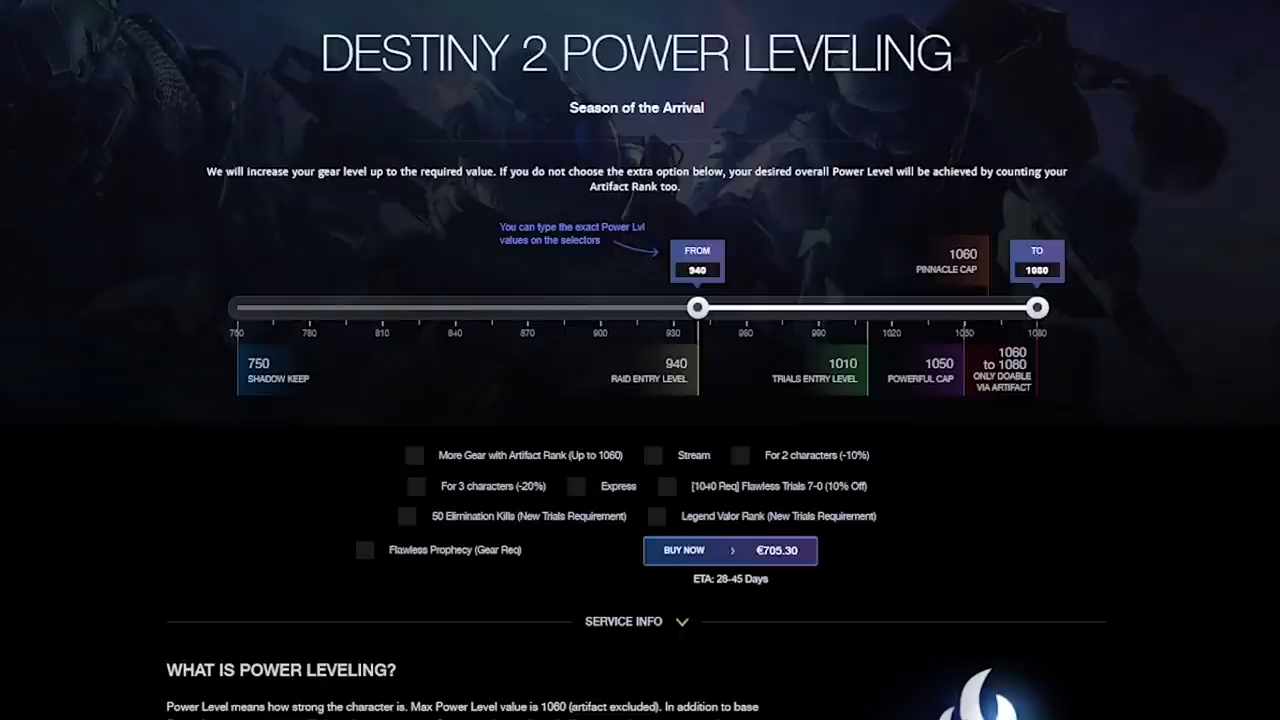 DESTINY 2 POWER LEVELING
Season of the Arrival
We will increase your gear level up to the required value. If you do not choose the extra option below, your desired overall Power Level will be achieved by counting your
Artifact Rank too.
You can type the exact Power Lvl
values on the selectors
FROM
940
1060
PINNACLE CAP
TO
1080
750 780 810 840 870 900 930 960 990 1020 1050 1080
750
SHADOW KEEP
940
RAID ENTRY LEVEL
1010
TRIALS ENTRY LEVEL
1050
POWERFUL CAP
1060
to 1080
ONLY DOABLE
VIA ARTIFACT
More Gear with Artifact Rank (Up to 1060) Stream For 2 characters (-10%)
For 3 characters (-20%) Express [1040 Req] Flawless Trials 7-0 (10% Off)
50 Elimination Kills (New Trials Requirement) Legend Valor Rank (New Trials Requirement)
Flawless Prophecy (Gear Req) BUY NOW › €705.30
ETA: 28-45 Days
SERVICE INFO
WHAT IS POWER LEVELING?
Power Level means how strong the character is. Max Power Level value is 1060 (artifact excluded). In addition to base